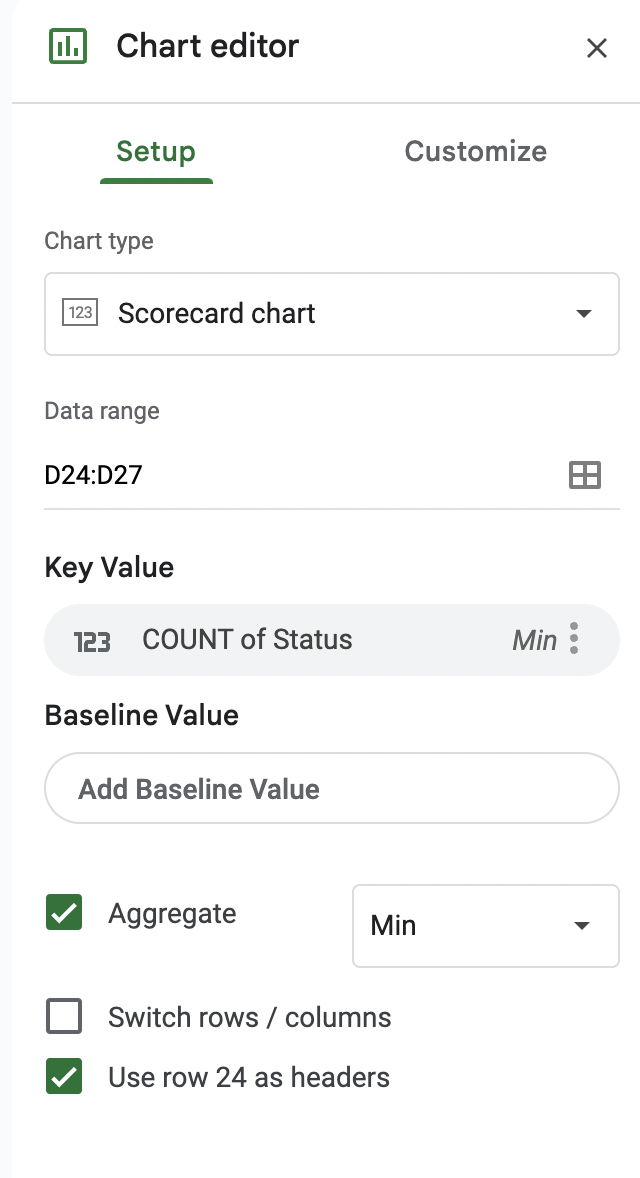 Chart editor
Setup Customize
Chart type
123 Scorecard chart
Data range
D24:D27
Key Value
123 COUNT of Status Min
Baseline Value
Add Baseline Value
Aggregate Min
Switch rows / columns
Use row 24 as headers